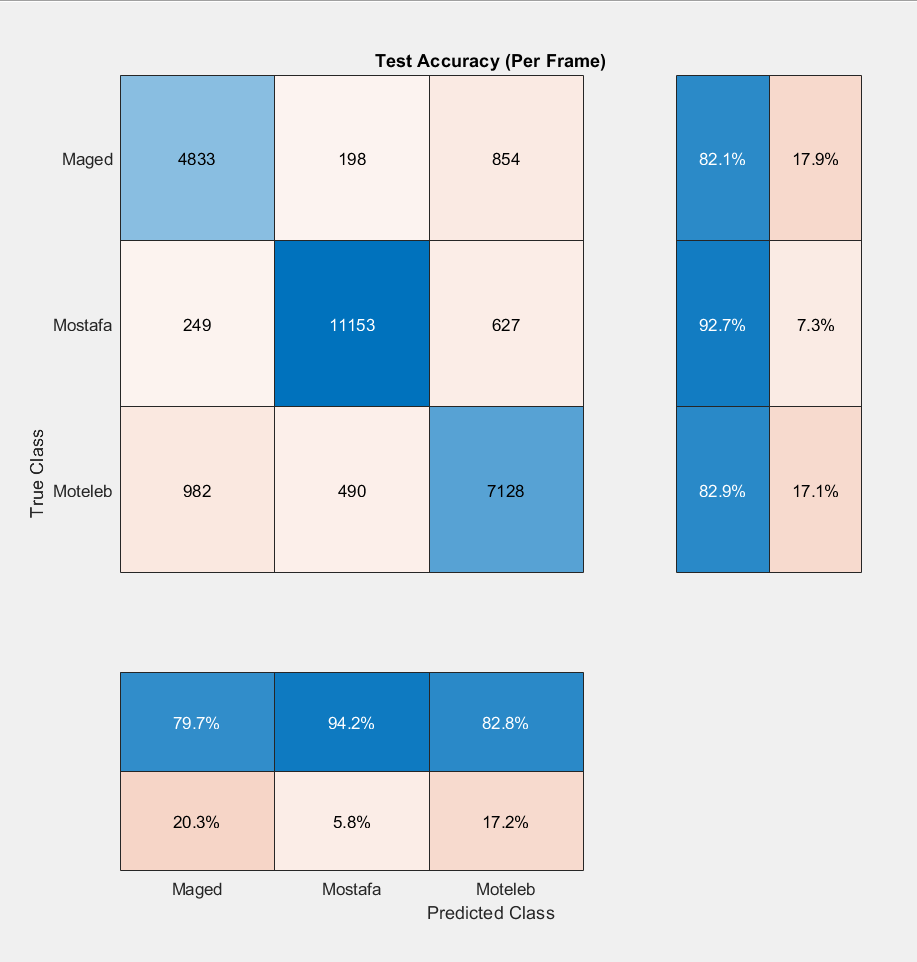 Test Accuracy (Per Frame)
Maged 4833 198 854 82.1% 17.9%
Mostafa 249 11153 627 92.7% 7.3%
True Class
Moteleb 982 490 7128 82.9% 17.1%
79.7% 94.2% 82.8%
20.3% 5.8% 17.2%
Maged Mostafa Moteleb
Predicted Class